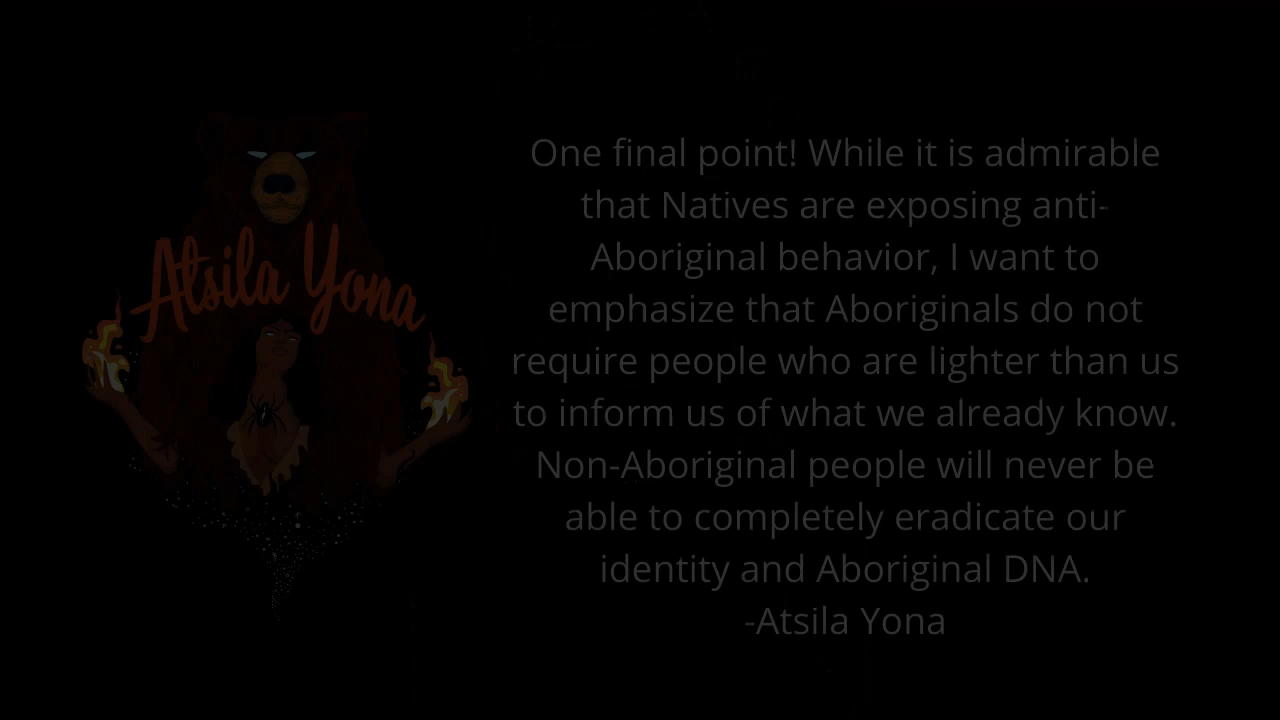 Atsila Yona
One final point! While it is admirable
that Natives are exposing anti-
Aboriginal behavior, I want to
emphasize that Aboriginals do not
require people who are lighter than us
to inform us of what we already know.
Non-Aboriginal people will never be
able to completely eradicate our
identity and Aboriginal DNA.
-Atsila Yona